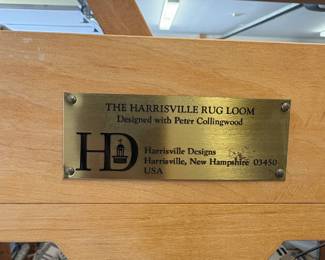 THE HARRISVILLE RUG LOOM
Designed with Peter Collingwood
HD
Harrisville Designs
Harrisville, New Hampshire 03450
USA